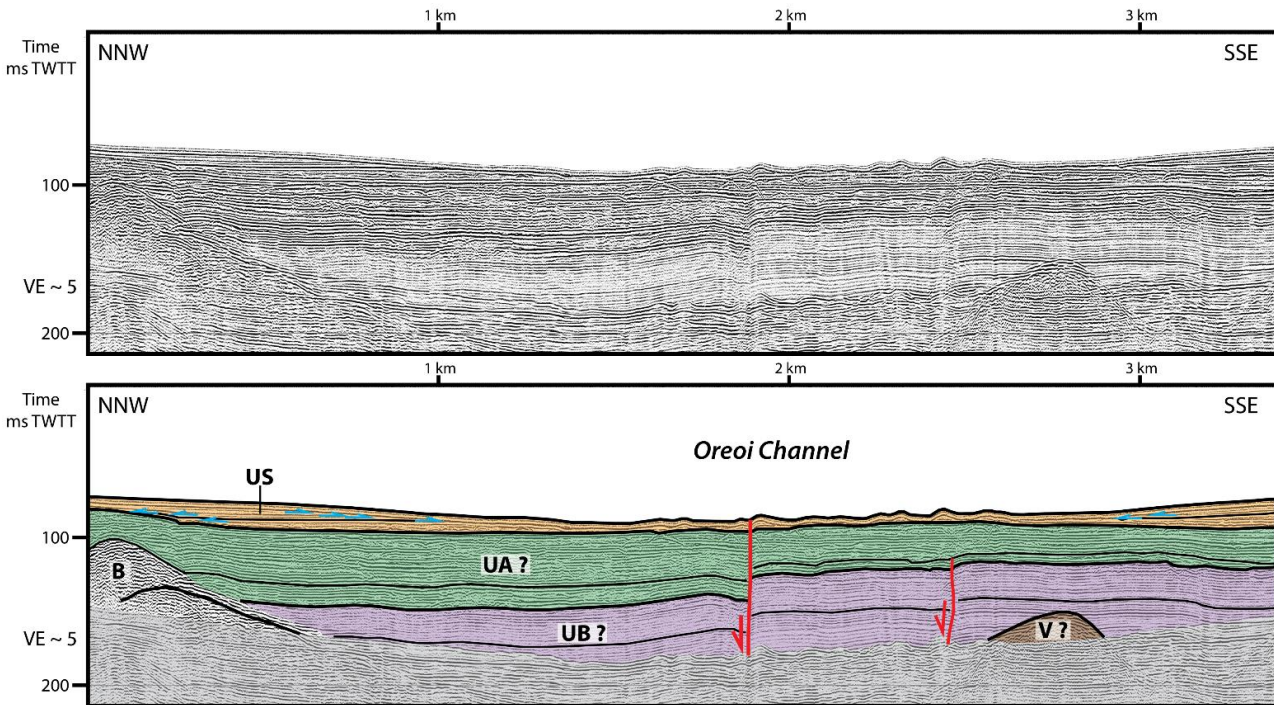 1 km 2 km 3 km
Time
ms TWTT
NNW SSE
100
VE ~ 5
200
1 km 2 km 3 km
Time
ms TWTT
NNW SSE
Oreoi Channel
US
100
UA ?
B
UB ?
V ?
VE ~ 5
200